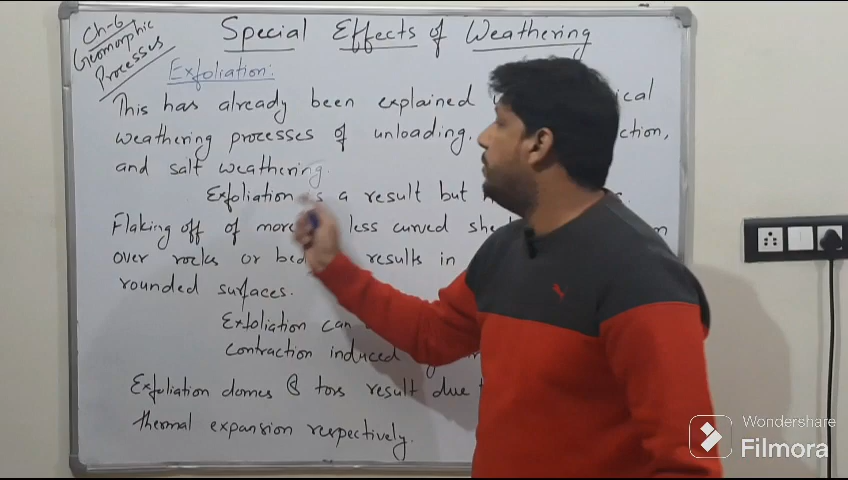 Ch-6
Geomorphic
Processes
Special Effects of Weathering
Exfoliation:
This has already been explained ical
weathering processes of unloading. ction,
and salt weathering.
Exfoliation is a result but
Flaking off of more less curved
over rocks or results in
rounded surfaces.
Exfoliation can
contraction induced
Exfoliation domes & tors result due
thermal expansion respectively.
Wondershare
Filmora